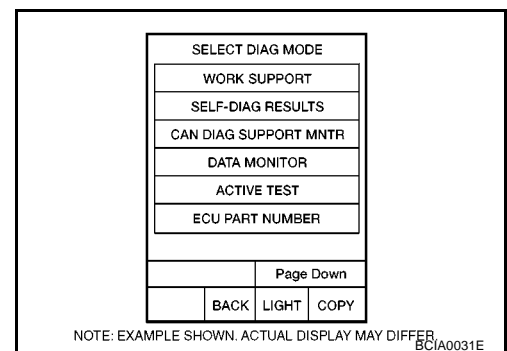 SELECT DIAG MODE
WORK SUPPORT
SELF-DIAG RESULTS
CAN DIAG SUPPORT MNTR
DATA MONITOR
ACTIVE TEST
ECU PART NUMBER
Page Down
BACK LIGHT COPY
NOTE: EXAMPLE SHOWN. ACTUAL DISPLAY MAY DIFFER.
BCIA0031E